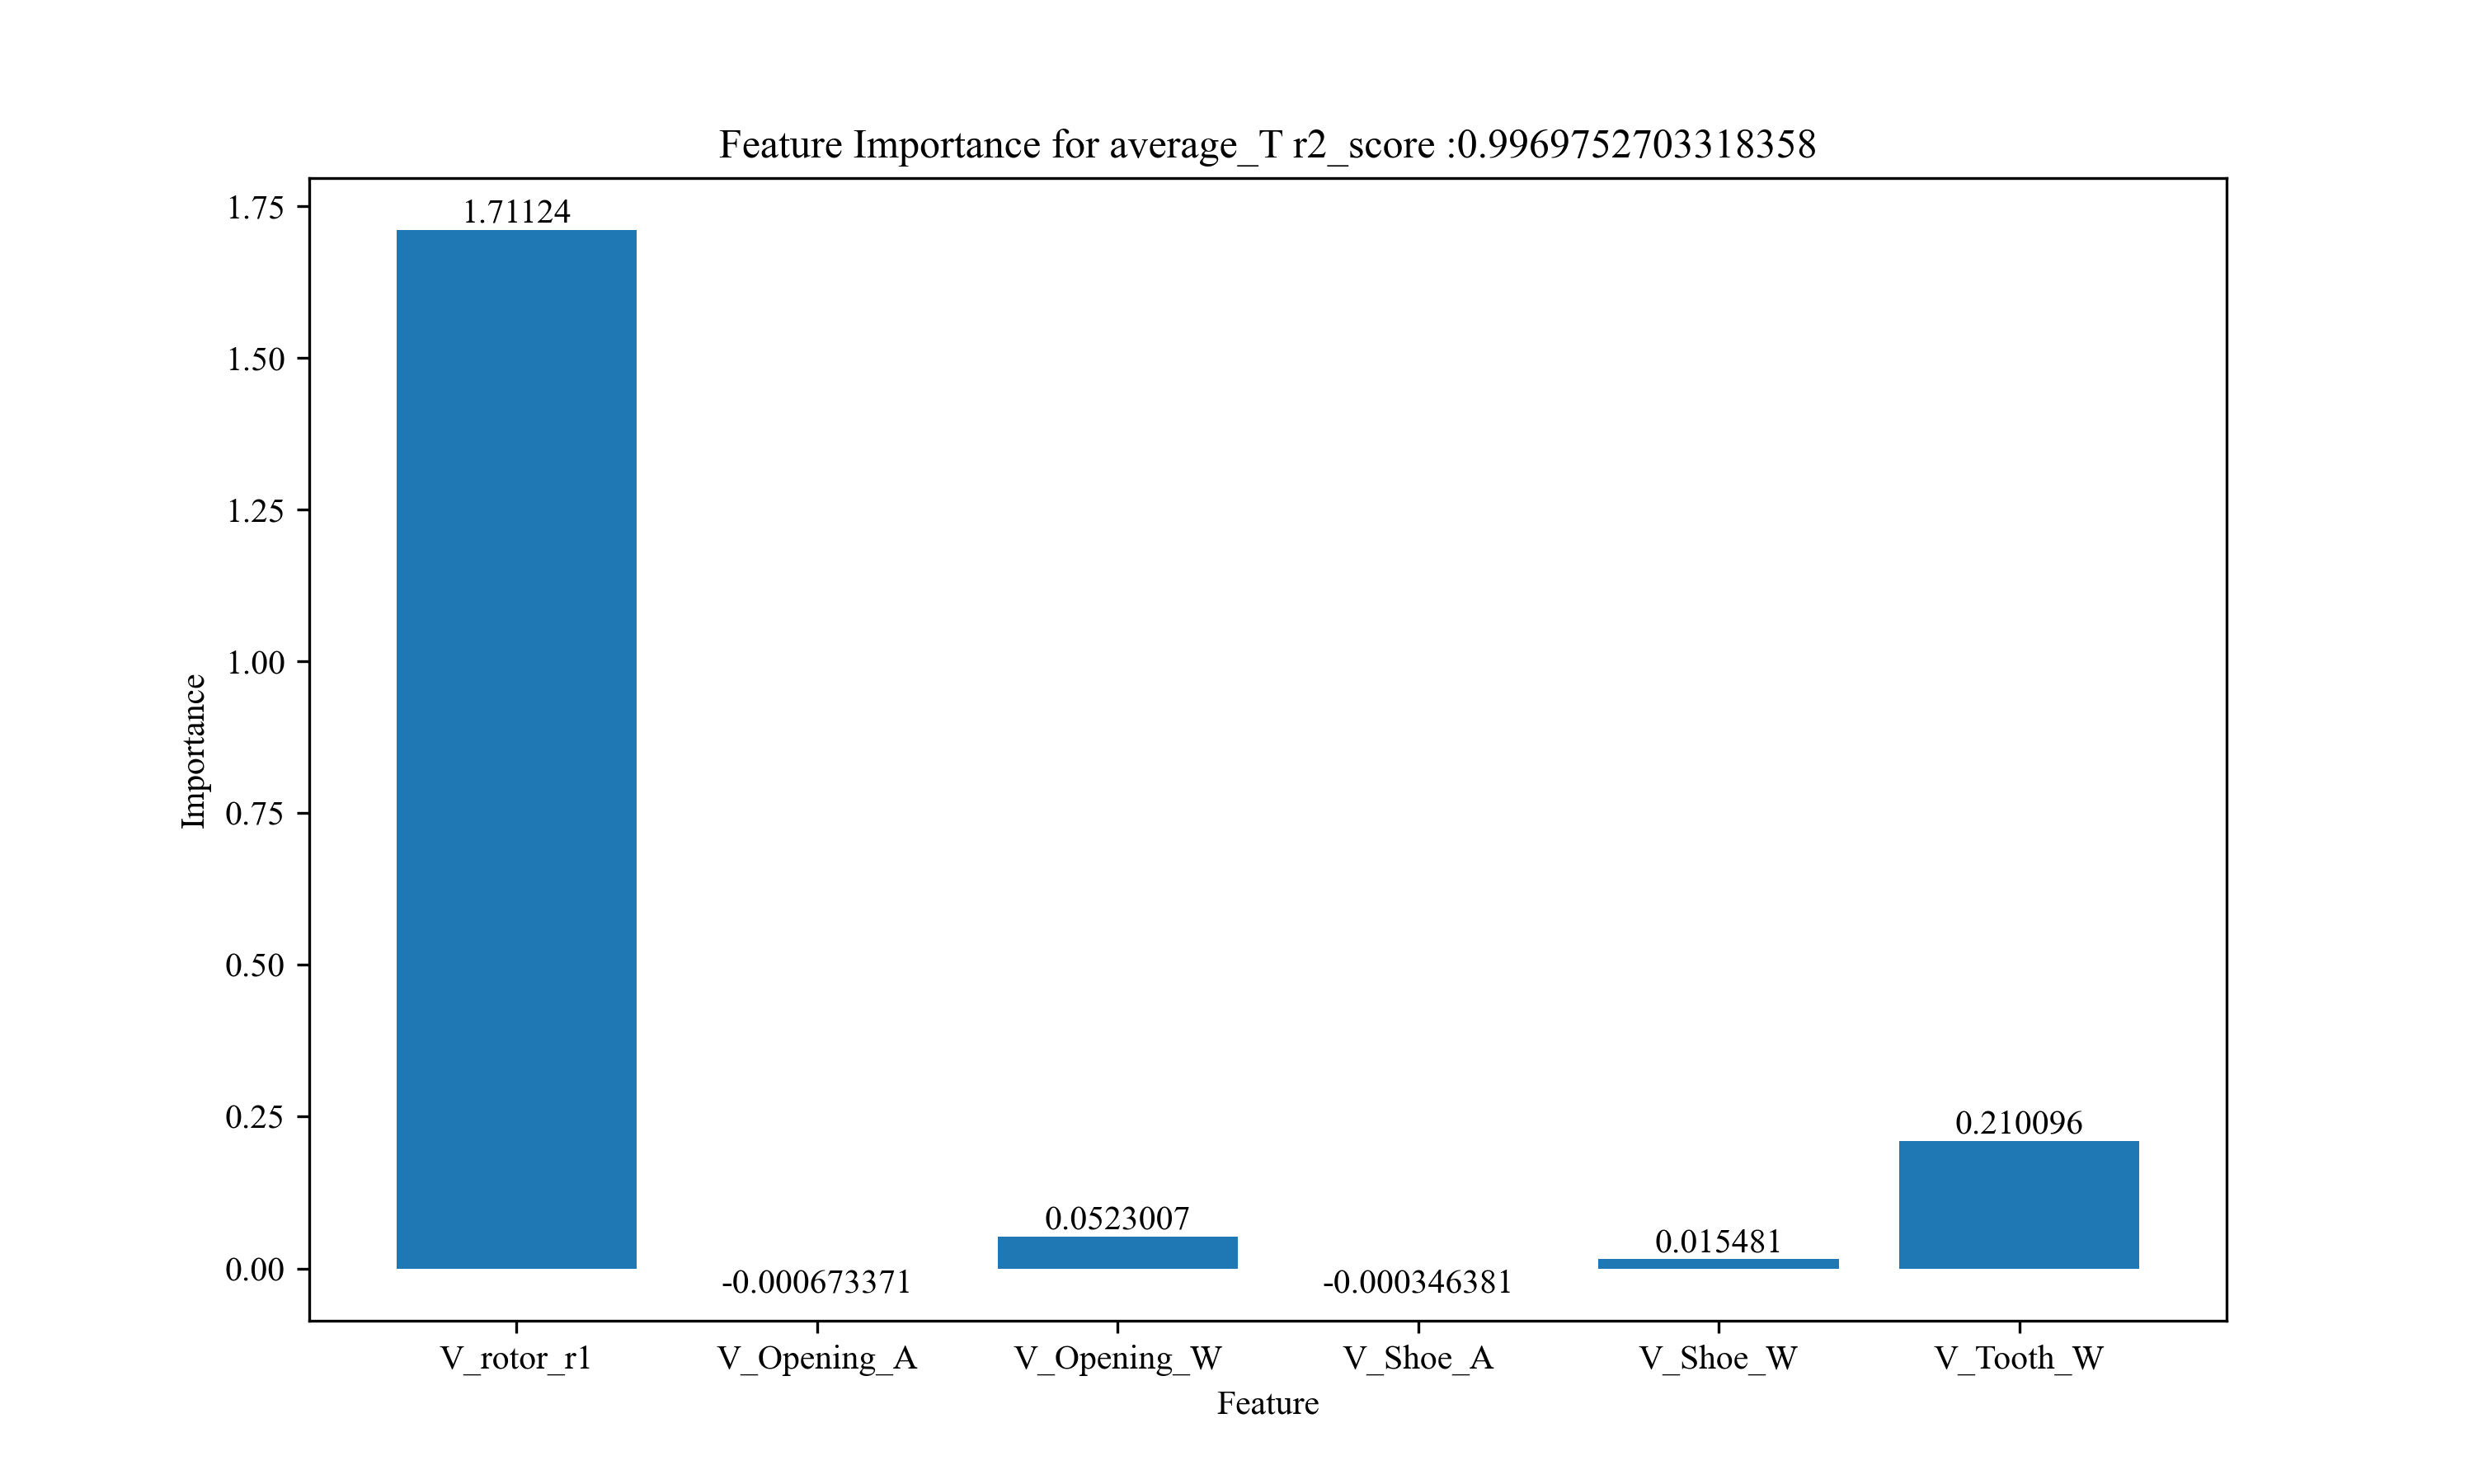 Feature Importance for average_T r2_score :0.9969752703318358
1.75
1.50
1.25
1.00
0.75
0.50
0.25
0.00
Importance
1.71124
-0.000673371
0.0523007
-0.000346381
0.015481
0.210096
V_rotor_r1
V_Opening_A
V_Opening_W
V_Shoe_A
V_Shoe_W
V_Tooth_W
Feature